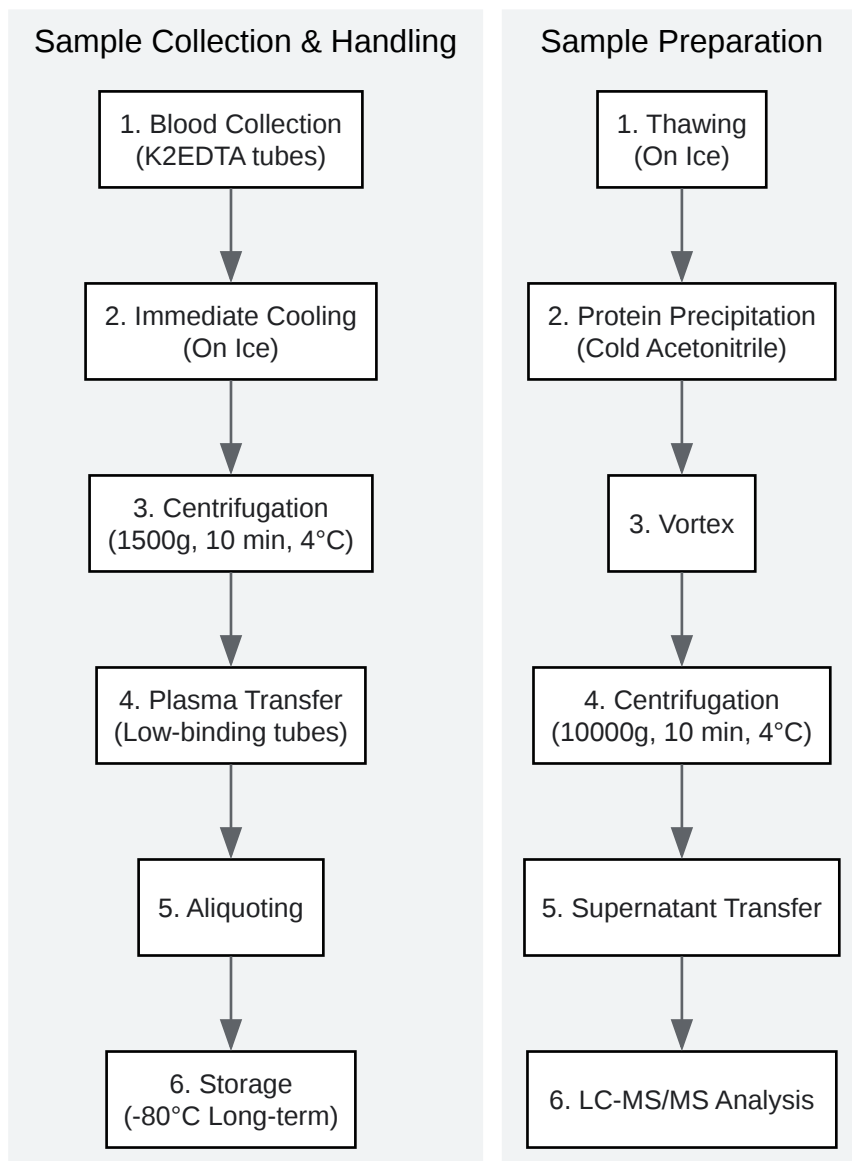 Sample Collection & Handling
1. Blood Collection
(K2EDTA tubes)
2. Immediate Cooling
(On Ice)
3. Centrifugation
(1500g, 10 min, 4°C)
4. Plasma Transfer
(Low-binding tubes)
5. Aliquoting
6. Storage
(-80°C Long-term)
Sample Preparation
1. Thawing
(On Ice)
2. Protein Precipitation
(Cold Acetonitrile)
3. Vortex
4. Centrifugation
(10000g, 10 min, 4°C)
5. Supernatant Transfer
6. LC-MS/MS Analysis